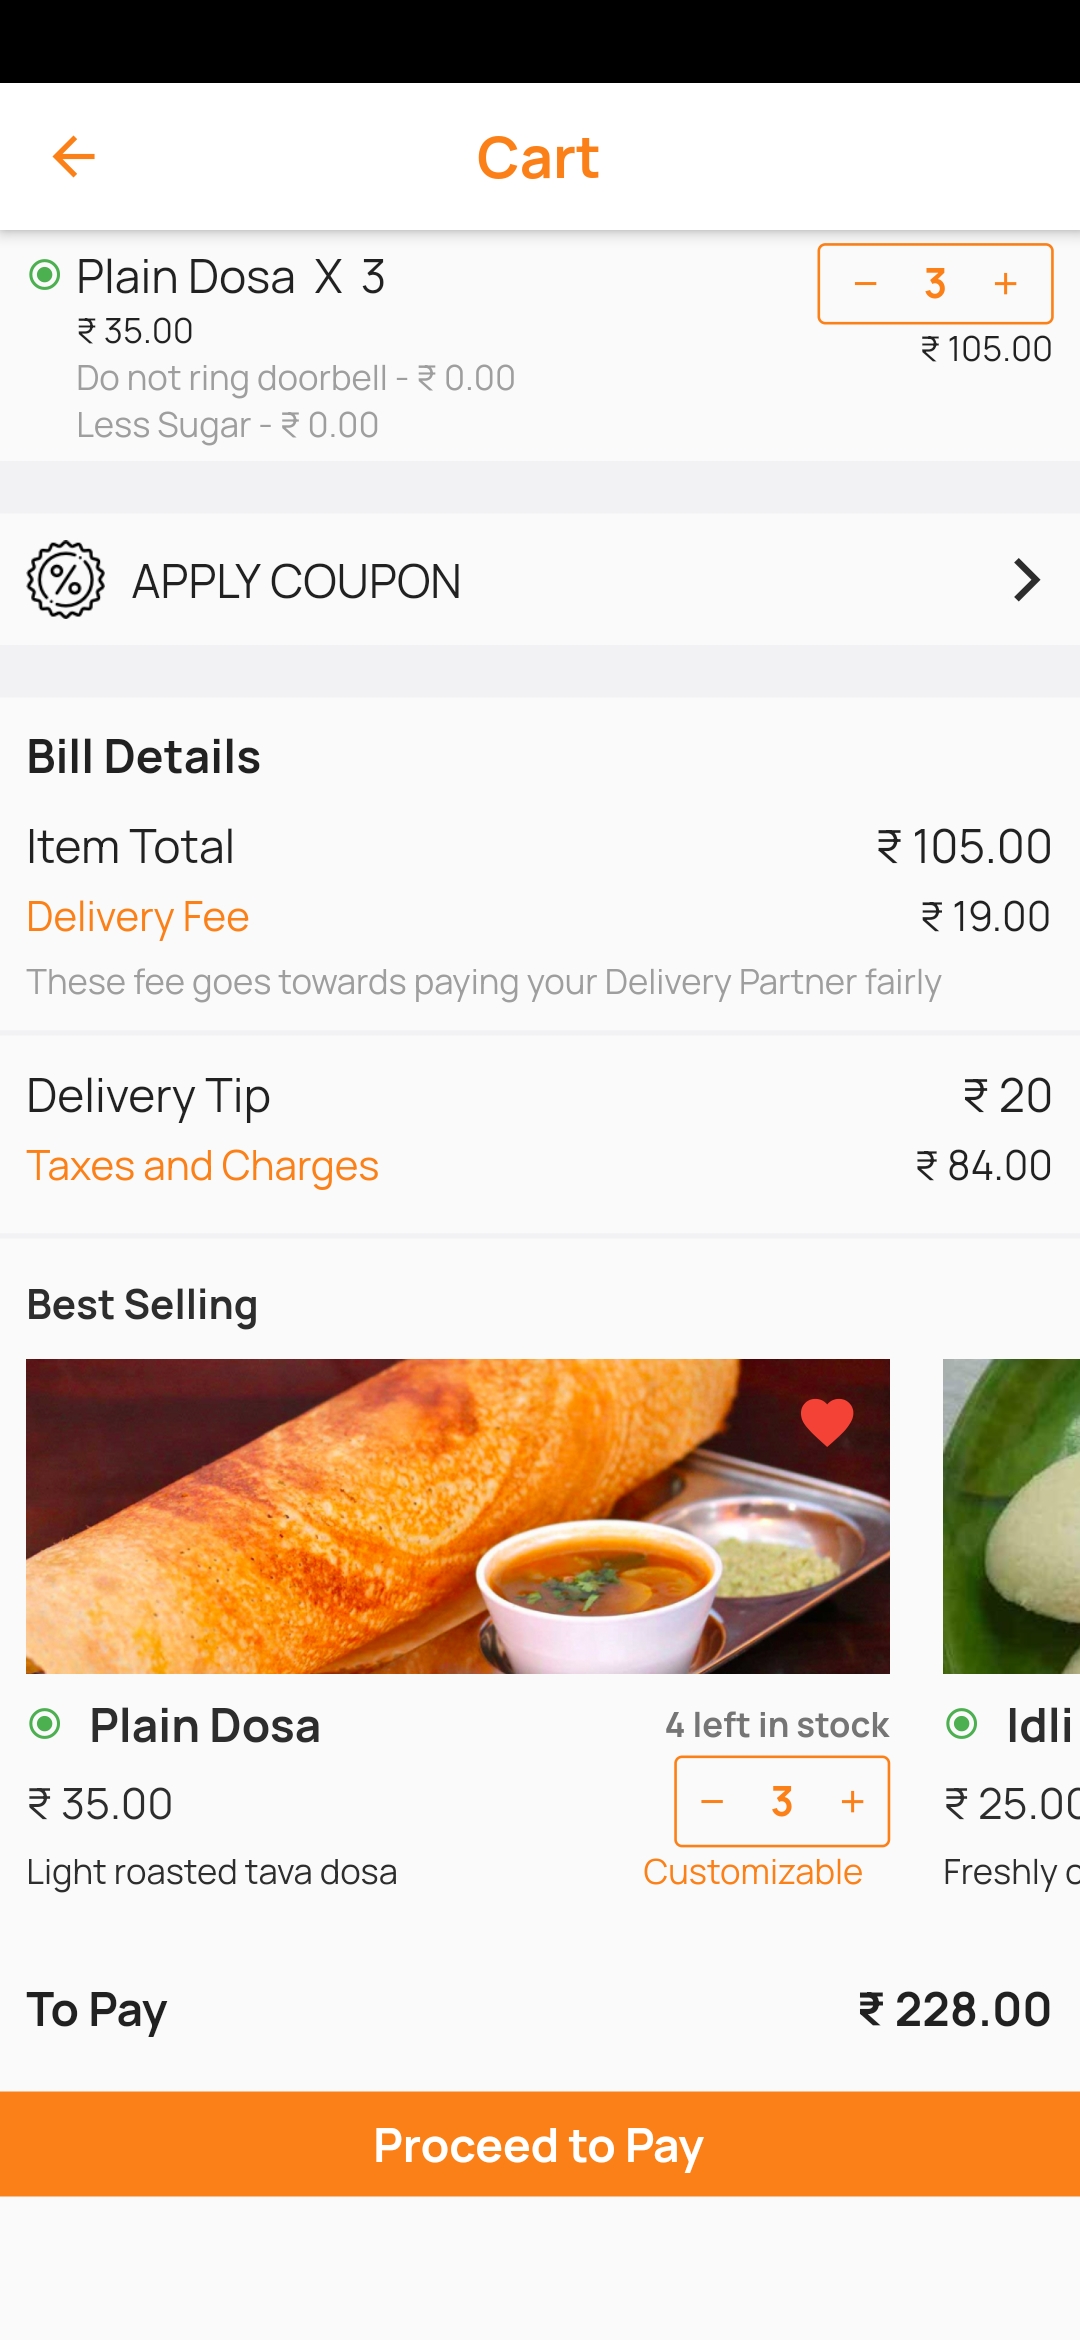 Cart
Plain Dosa X 3
− 3 +
₹ 35.00
₹ 105.00
Do not ring doorbell - ₹ 0.00
Less Sugar - ₹ 0.00
APPLY COUPON
Bill Details
Item Total ₹ 105.00
Delivery Fee ₹ 19.00
These fee goes towards paying your Delivery Partner fairly
Delivery Tip ₹ 20
Taxes and Charges ₹ 84.00
Best Selling
Plain Dosa 4 left in stock
₹ 35.00 − 3 +
Light roasted tava dosa Customizable
Idli
₹ 25.00
Freshly
To Pay ₹ 228.00
Proceed to Pay